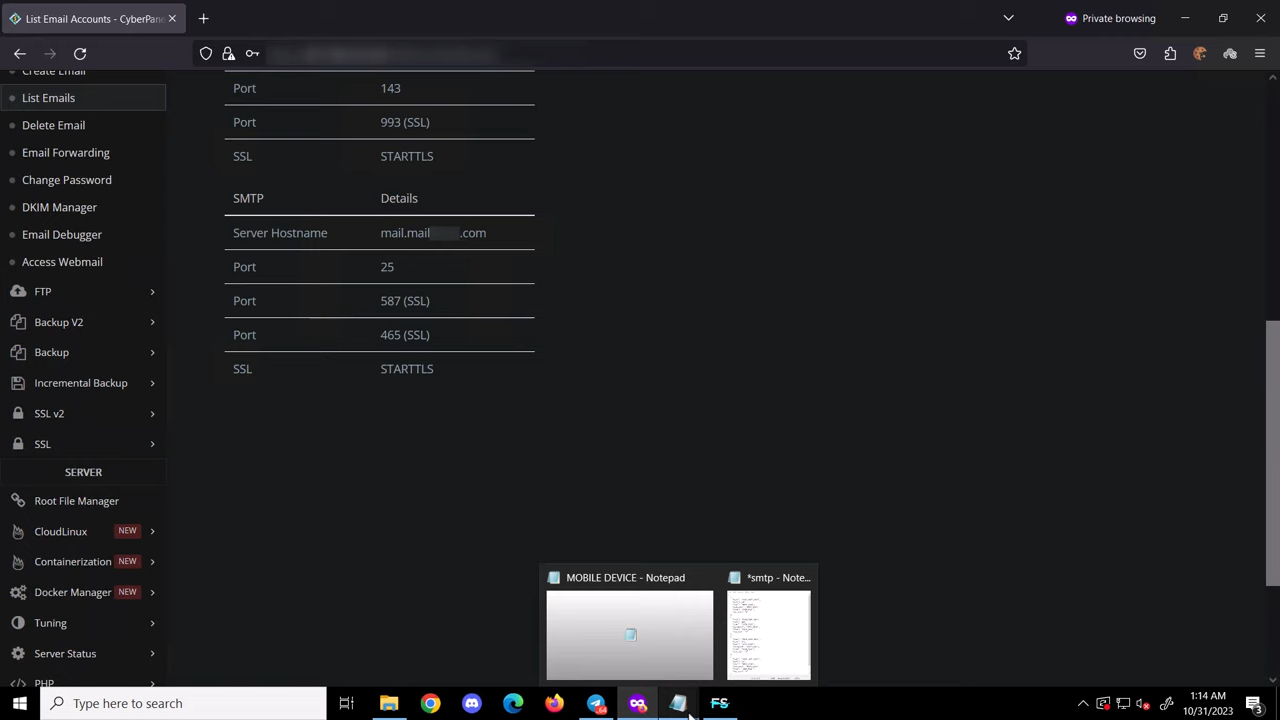 List Email Accounts - CyberPane
Private browsing
Create Email
List Emails
Delete Email
Email Forwarding
Change Password
DKIM Manager
Email Debugger
Access Webmail
FTP
Backup V2
Backup
Incremental Backup
SSL v2
SSL
SERVER
Root File Manager
CloudLinux NEW
Containerization NEW
NEW
Tuning
Status
Port 143
Port 993 (SSL)
SSL STARTTLS
SMTP Details
Server Hostname mail.mail .com
Port 25
Port 587 (SSL)
Port 465 (SSL)
SSL STARTTLS
MOBILE DEVICE - Notepad
*smtp - Note...
Type here to search
FS
1:14 AM
10/31/2023
3